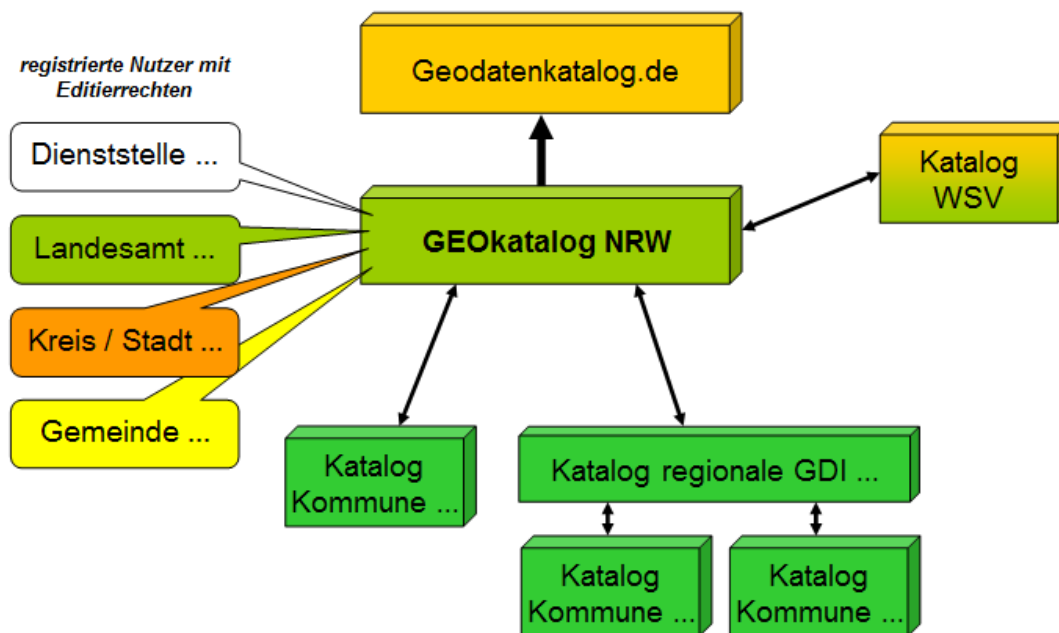 registrierte Nutzer mit
Editierrechten
Geodatenkatalog.de
Dienststelle ...
Katalog
WSV
Landesamt ...
GEOkatalog NRW
Kreis / Stadt ...
Gemeinde ...
Katalog
Kommune ...
Katalog regionale GDI ...
Katalog
Kommune ...
Katalog
Kommune ...